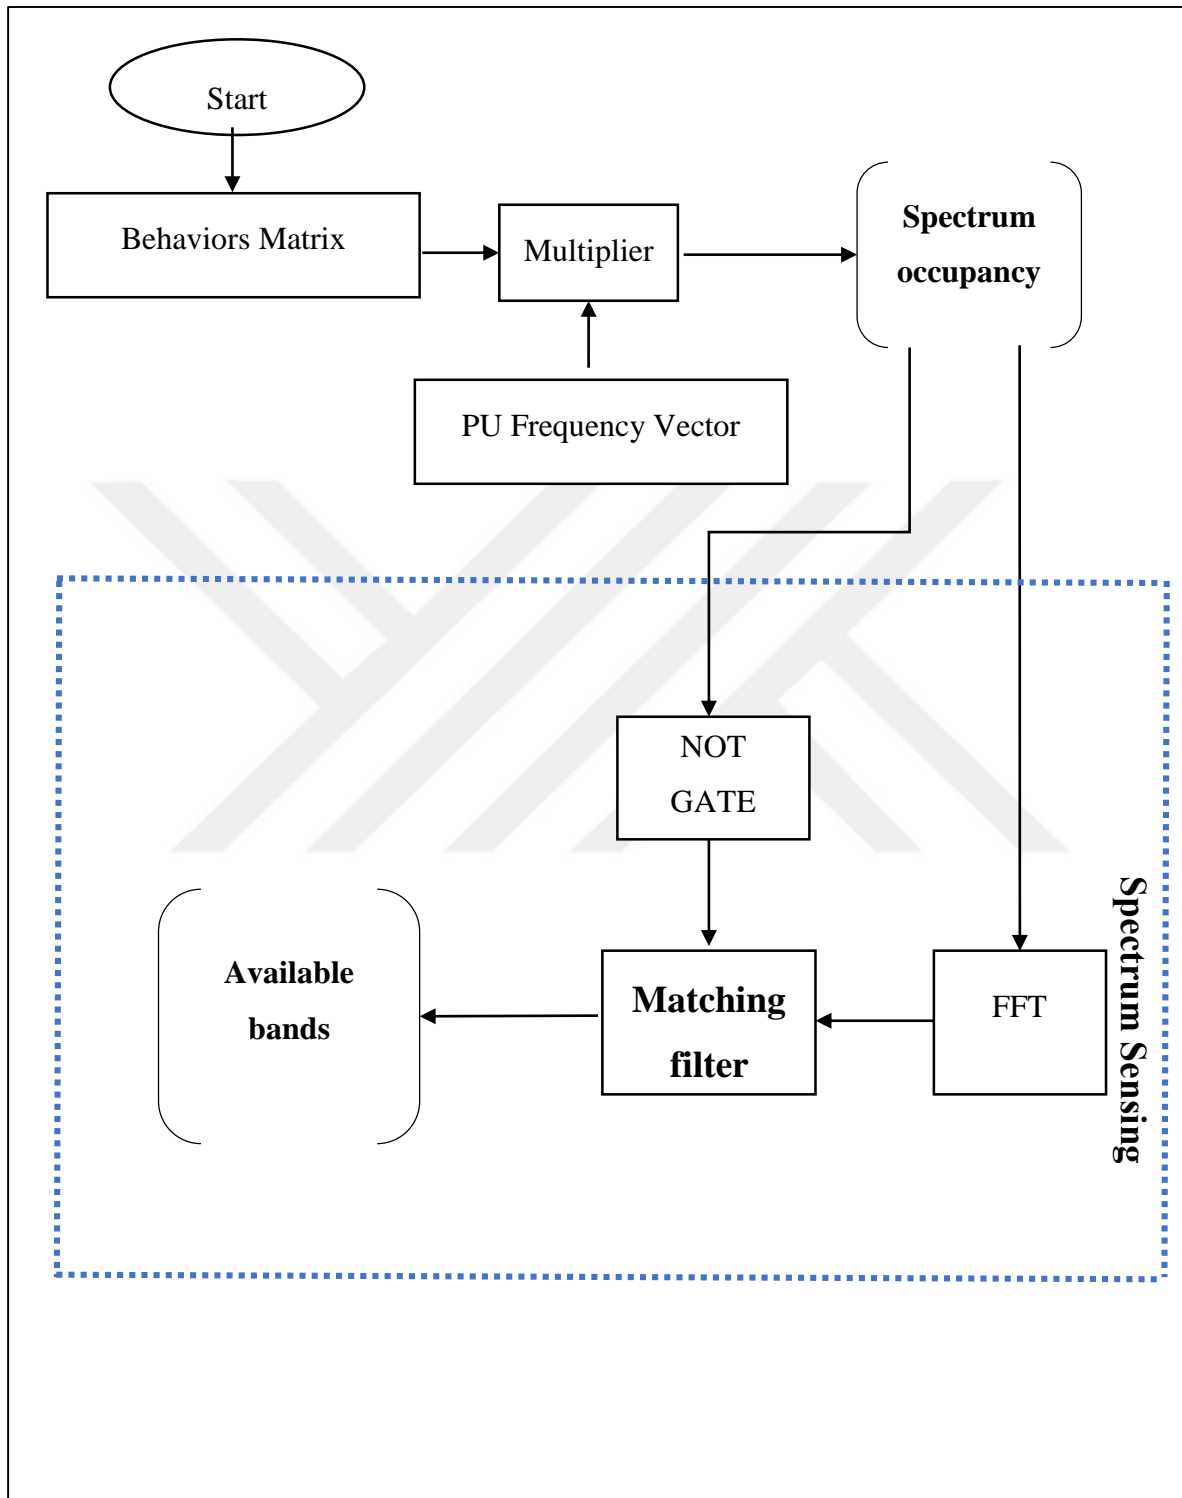 Start
Behaviors Matrix
Multiplier
Spectrum
occupancy
PU Frequency Vector
NOT
GATE
Spectrum Sensing
Available
bands
Matching
filter
FFT